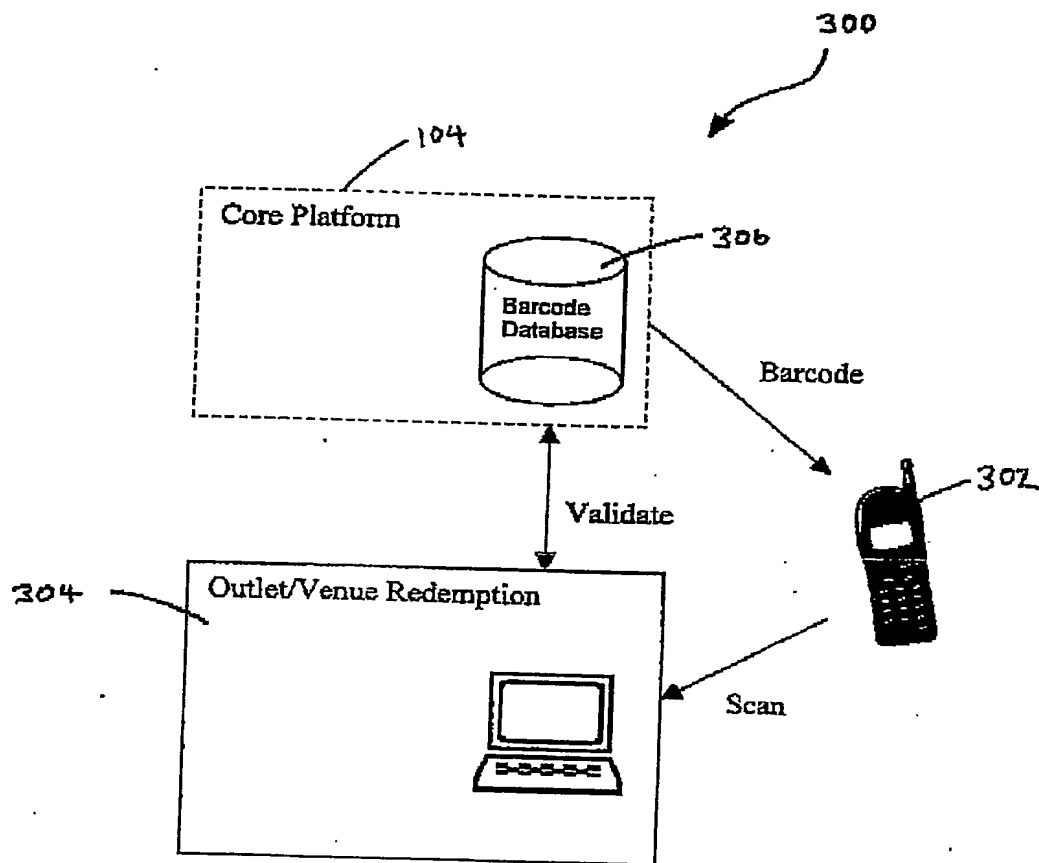 300
104
Core Platform
306
Barcode
Database
Barcode
302
Validate
304
Outlet/Venue Redemption
Scan